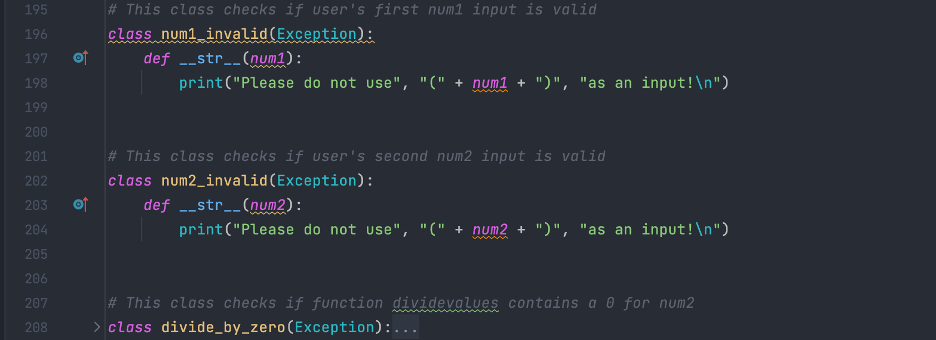 195 # This class checks if user's first num1 input is valid
196 class num1_invalid(Exception):
197     def __str__(num1):
198         print("Please do not use", "(" + num1 + ")", "as an input!\n")
199
200
201 # This class checks if user's second num2 input is valid
202 class num2_invalid(Exception):
203     def __str__(num2):
204         print("Please do not use", "(" + num2 + ")", "as an input!\n")
205
206
207 # This class checks if function dividevalues contains a 0 for num2
208 class divide_by_zero(Exception):...